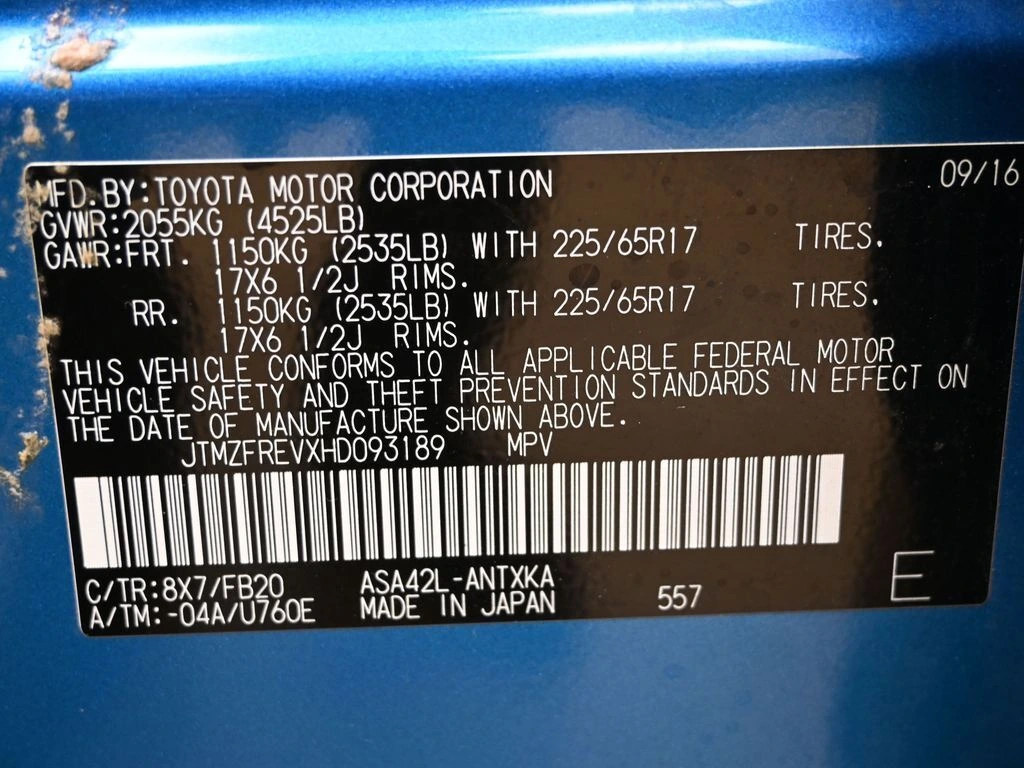 09/16
MFD.BY:TOYOTA MOTOR CORPORATION
GVWR:2055KG (4525LB)
GAWR:FRT. 1150KG (2535LB) WITH 225/65R17 TIRES.
17X6 1/2J RIMS.
RR. 1150KG (2535LB) WITH 225/65R17 TIRES.
17X6 1/2J RIMS.
THIS VEHICLE CONFORMS TO ALL APPLICABLE FEDERAL MOTOR
VEHICLE SAFETY AND THEFT PREVENTION STANDARDS IN EFFECT ON
THE DATE OF MANUFACTURE SHOWN ABOVE.
JTMZFREVXHD093189 MPV
C/TR:8X7/FB20 ASA42L-ANTXKA
A/TM:-04A/U760E MADE IN JAPAN 557 E